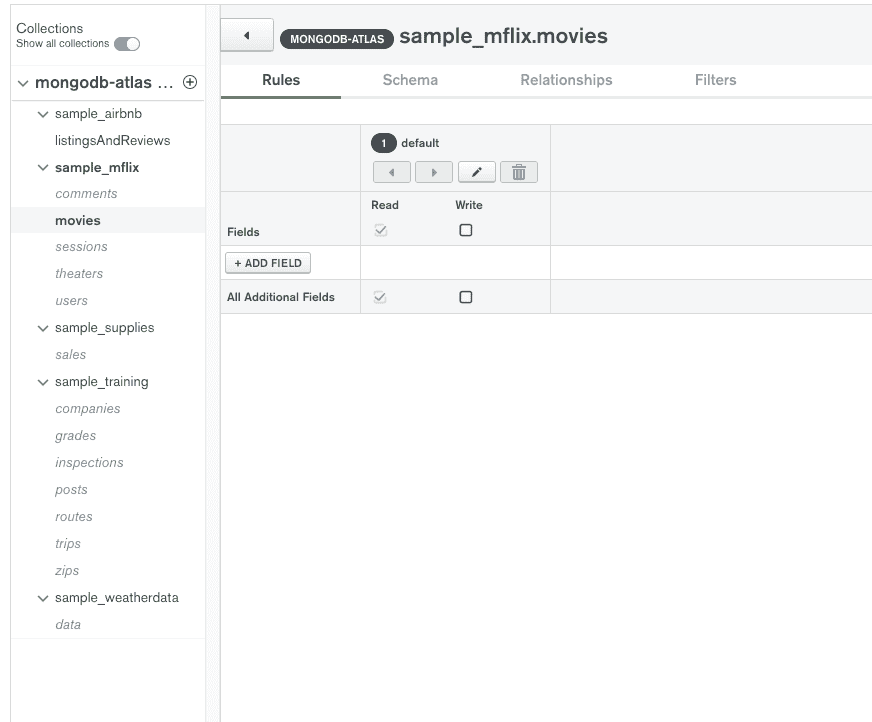 Collections
Show all collections
mongodb-atlas ...
sample_airbnb
listingsAndReviews
sample_mflix
comments
movies
sessions
theaters
users
sample_supplies
sales
sample_training
companies
grades
inspections
posts
routes
trips
zips
sample_weatherdata
data
MONGODB-ATLAS sample_mflix.movies
Rules Schema Relationships Filters
1 default
Read Write
Fields
+ ADD FIELD
All Additional Fields